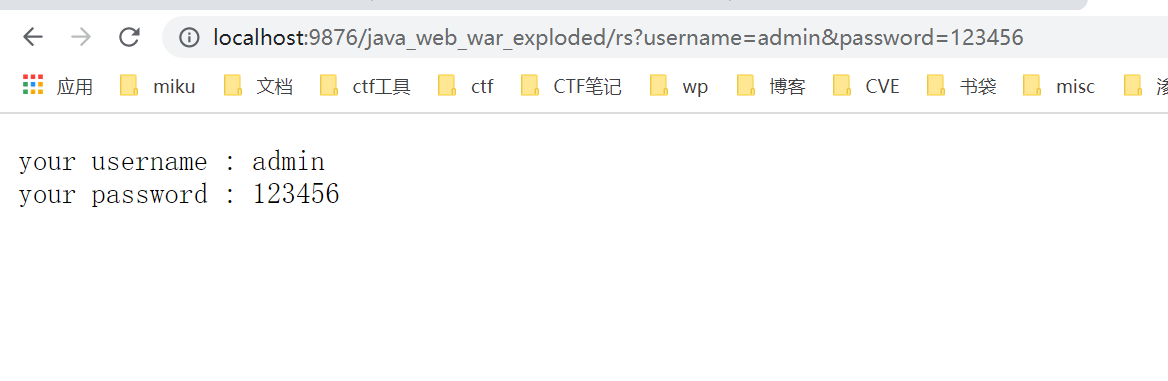 localhost:9876/java_web_war_exploded/rs?username=admin&password=123456
应用 miku 文档 ctf工具 ctf CTF笔记 wp 博客 CVE 书袋 misc
your username : admin
your password : 123456